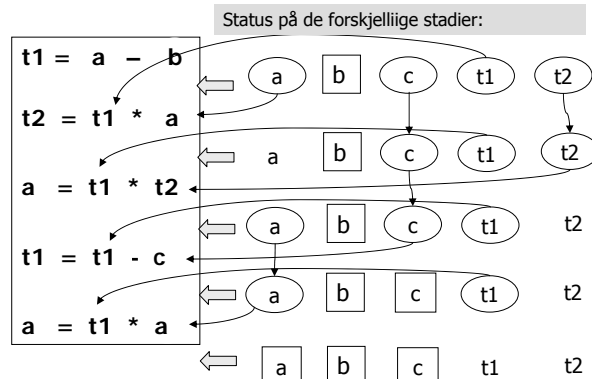 Status på de forskjelliige stadier:
t1 = a – b
a b c t1 t2
t2 = t1 * a
a b c t1 t2
a = t1 * t2
a b c t1 t2
t1 = t1 - c
a b c t1 t2
a = t1 * a
a b c t1 t2